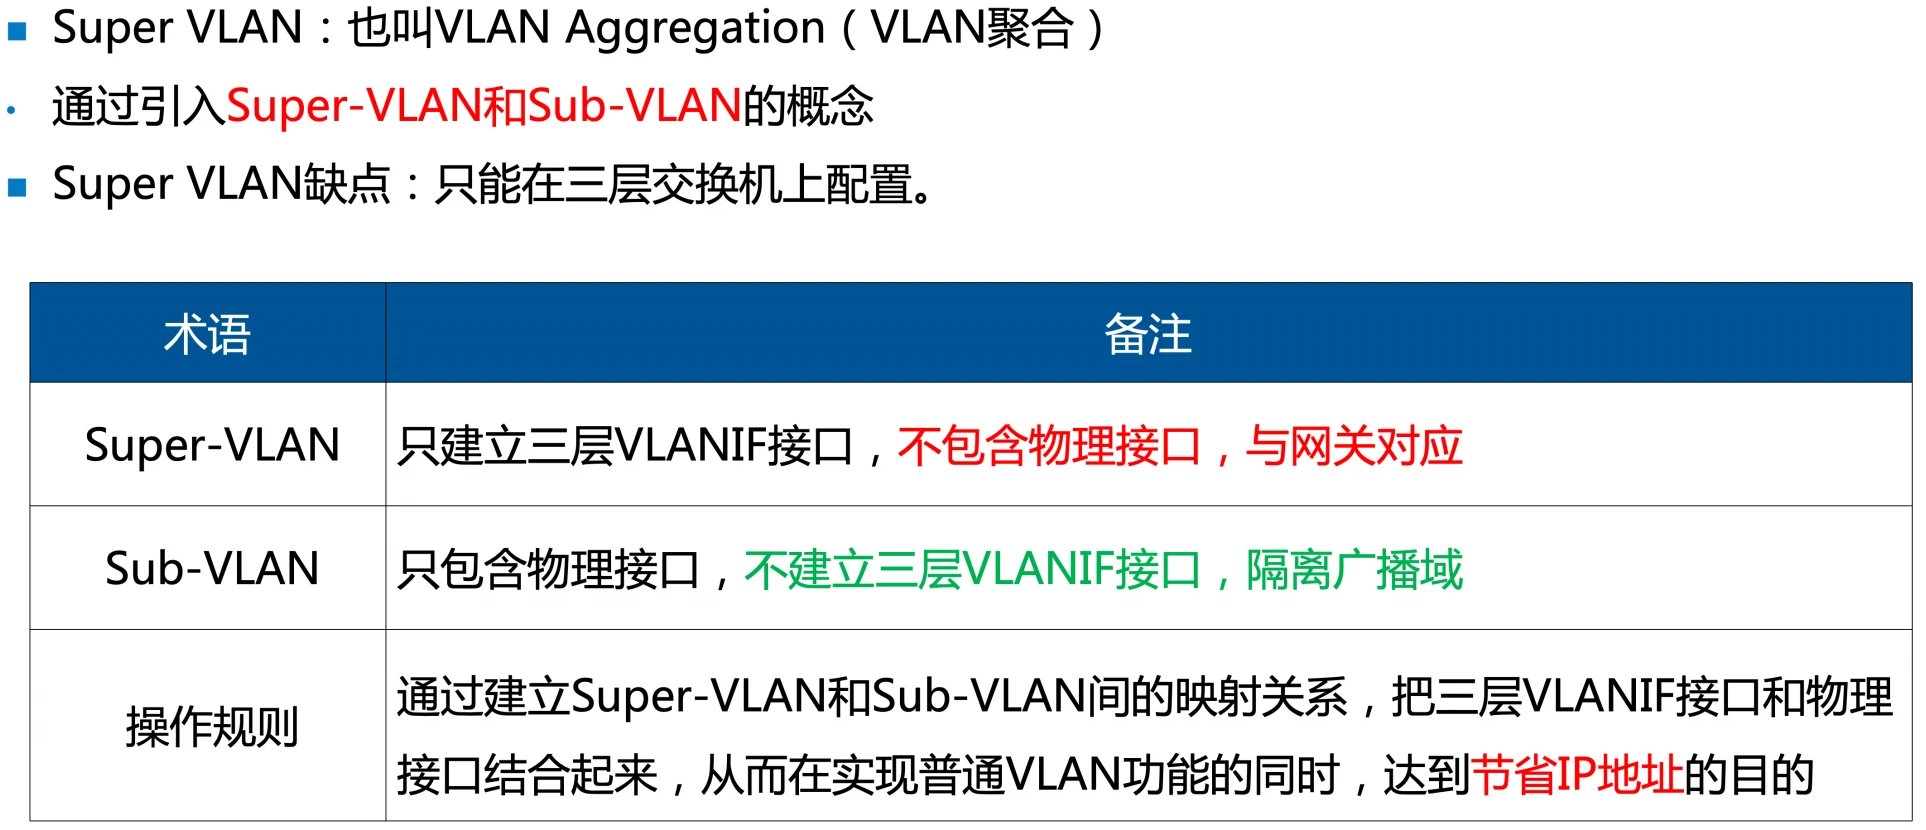 Super VLAN：也叫VLAN Aggregation（VLAN聚合）
通过引入Super-VLAN和Sub-VLAN的概念
Super VLAN缺点：只能在三层交换机上配置。
术语 备注
Super-VLAN 只建立三层VLANIF接口，不包含物理接口，与网关对应
Sub-VLAN 只包含物理接口，不建立三层VLANIF接口，隔离广播域
操作规则 通过建立Super-VLAN和Sub-VLAN间的映射关系，把三层VLANIF接口和物理
接口结合起来，从而在实现普通VLAN功能的同时，达到节省IP地址的目的